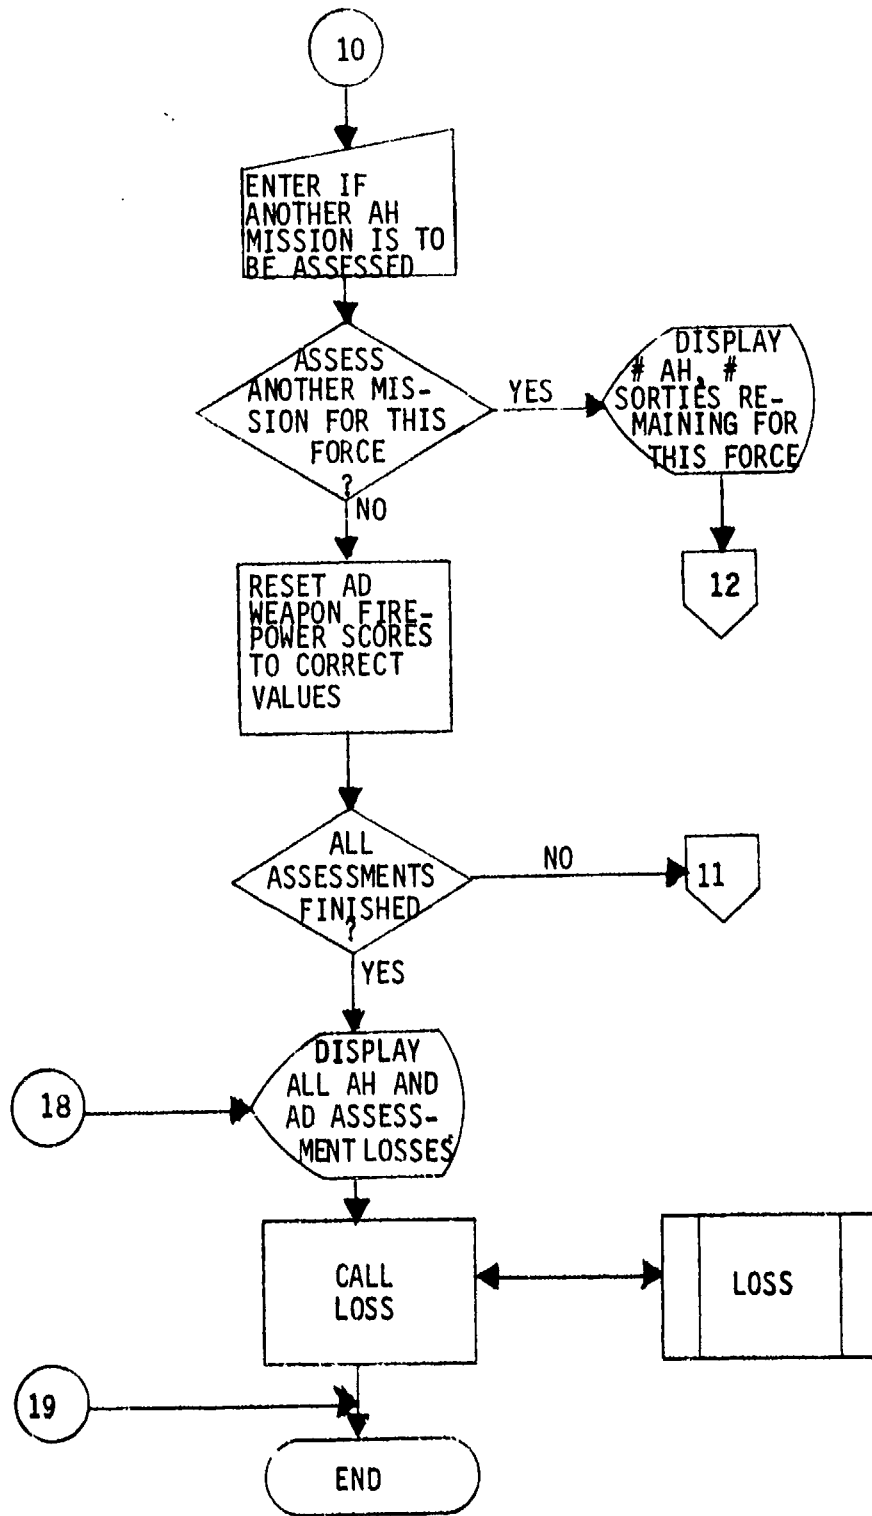 10
ENTER IF
ANOTHER AH
MISSION IS TO
BE ASSESSED
ASSESS
ANOTHER MIS-
SION FOR THIS
FORCE
?
YES
DISPLAY
# AH, #
SORTIES RE-
MAINING FOR
THIS FORCE
NO
12
RESET AD
WEAPON FIRE-
POWER SCORES
TO CORRECT
VALUES
ALL
ASSESSMENTS
FINISHED
?
NO
11
YES
DISPLAY
ALL AH AND
AD ASSESS-
MENT LOSSES
18
CALL
LOSS
LOSS
19
END